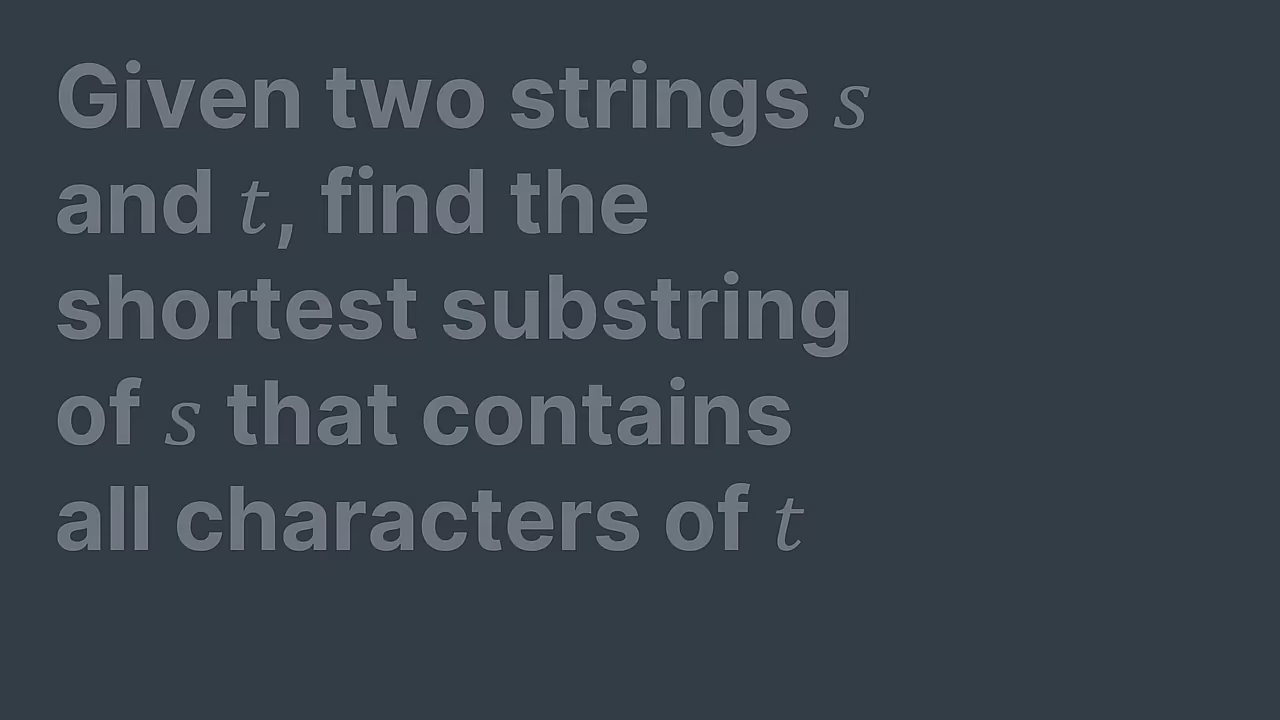 Given two strings s
and t, find the
shortest substring
of s that contains
all characters of t